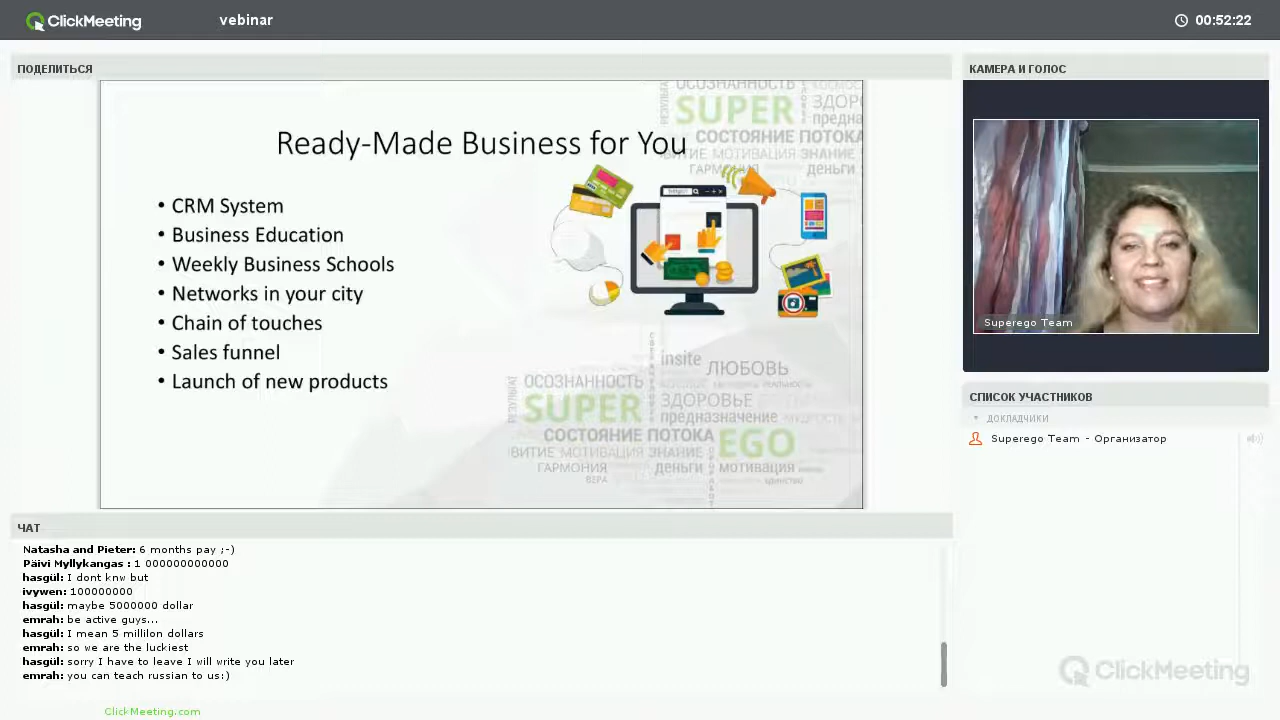 ClickMeeting
vebinar
00:52:22
ПОДЕЛИТЬСЯ
КАМЕРА И ГОЛОС
ОСОЗНАННОСТЬ
SUPER
СОСТОЯНИЕ ПОТОКА
МОТИВАЦИЯ ЗНАНИЕ
деньги
Ready-Made Business for You
• CRM System
• Business Education
• Weekly Business Schools
• Networks in your city
• Chain of touches
• Sales funnel
• Launch of new products
insite
ЛЮБОВЬ
ОСОЗНАННОСТЬ
SUPER
ЗДОРОВЬЕ
предназначение
СОСТОЯНИЕ ПОТОКА
EGO
МОТИВАЦИЯ ЗНАНИЕ
ГАРМОНИЯ
деньги
мотивация
ВЕРА
Superego Team
СПИСОК УЧАСТНИКОВ
ДОКЛАДЧИКИ
Superego Team - Организатор
ЧАТ
Natasha and Pieter: 6 months pay ;-)
Päivi Myllykangas : 1 000000000000
hasgül: I dont knw but
ivywen: 100000000
hasgül: maybe 5000000 dollar
emrah: be active guys...
hasgül: I mean 5 millilon dollars
emrah: so we are the luckiest
hasgül: sorry I have to leave I will write you later
emrah: you can teach russian to us:)
ClickMeeting
ClickMeeting.com